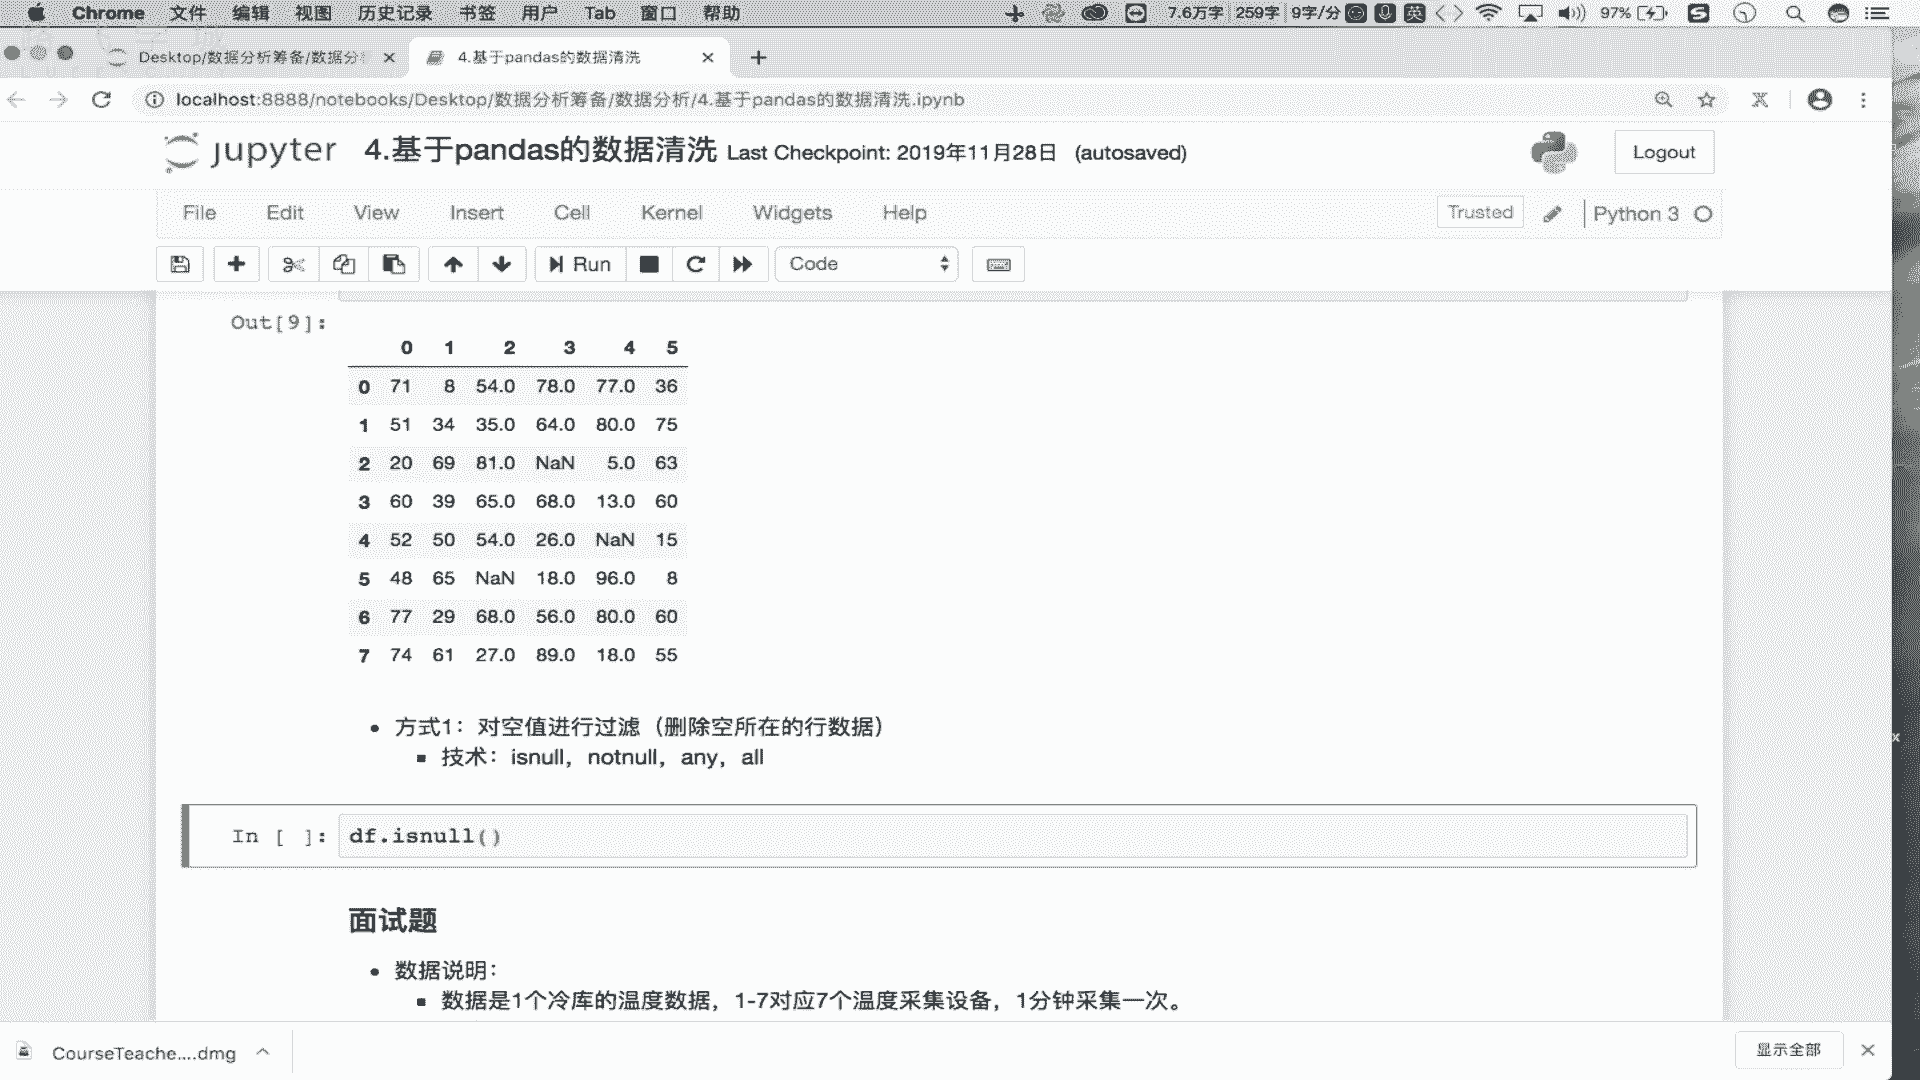 Chrome 文件 编辑 视图 历史记录 书签 用户 Tab 窗口 帮助 7.6万字 259字 9字/分 英 97%
Desktop/数据分析筹备/数据分 4.基于pandas的数据清洗
localhost:8888/notebooks/Desktop/数据分析筹备/数据分析/4.基于pandas的数据清洗.ipynb
jupyter 4.基于pandas的数据清洗 Last Checkpoint: 2019年11月28日 (autosaved) Logout
File Edit View Insert Cell Kernel Widgets Help Trusted Python 3
Run Code
Out[9]:
0 1 2 3 4 5
0 71 8 54.0 78.0 77.0 36
1 51 34 35.0 64.0 80.0 75
2 20 69 81.0 NaN 5.0 63
3 60 39 65.0 68.0 13.0 60
4 52 50 54.0 26.0 NaN 15
5 48 65 NaN 18.0 96.0 8
6 77 29 68.0 56.0 80.0 60
7 74 61 27.0 89.0 18.0 55
方式1：对空值进行过滤（删除空所在的行数据）
技术：isnull，notnull，any，all
In [ ]: df.isnull()
面试题
数据说明：
数据是1个冷库的温度数据，1-7对应7个温度采集设备，1分钟采集一次。
CourseTeache....dmg 显示全部